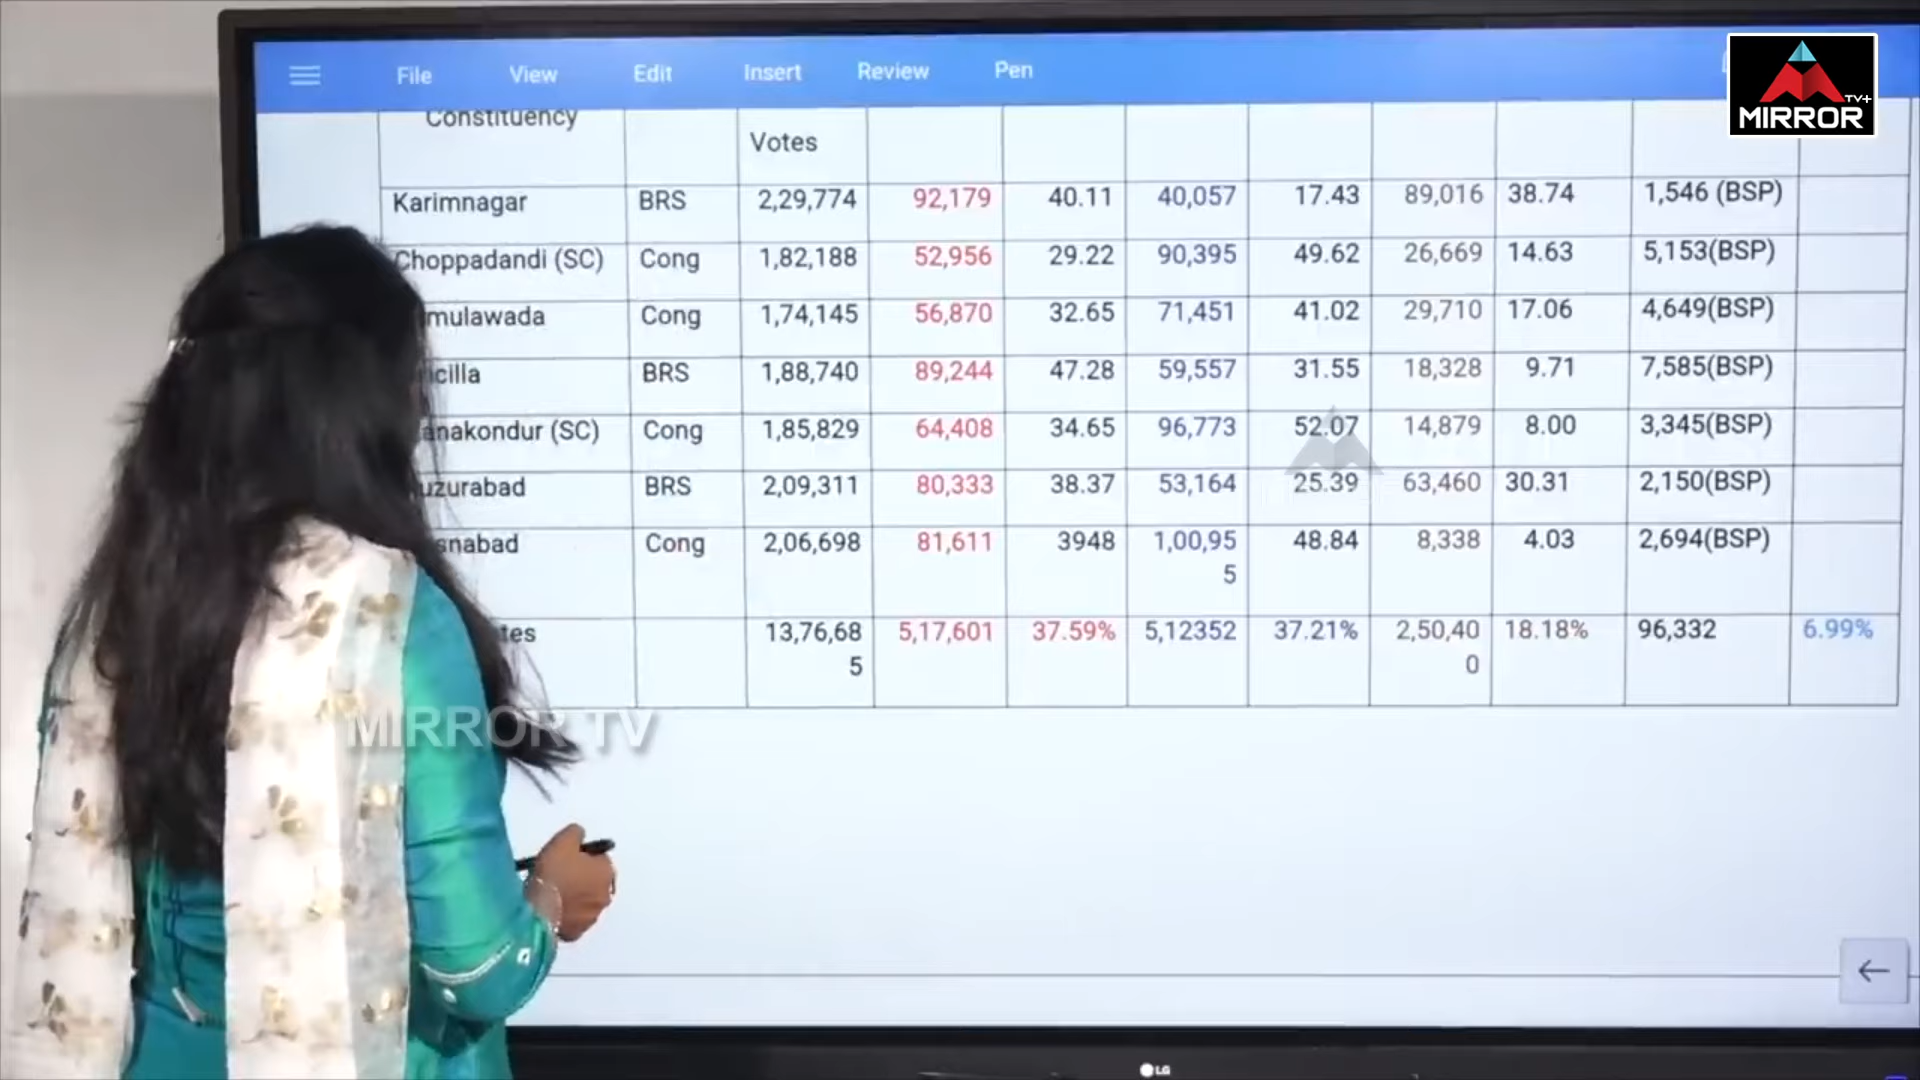 File View Edit Insert Review Pen
MIRROR TV+
Constituency
Votes
Karimnagar BRS 2,29,774 92,179 40.11 40,057 17.43 89,016 38.74 1,546 (BSP)
Choppadandi (SC) Cong 1,82,188 52,956 29.22 90,395 49.62 26,669 14.63 5,153(BSP)
mulawada Cong 1,74,145 56,870 32.65 71,451 41.02 29,710 17.06 4,649(BSP)
cilla BRS 1,88,740 89,244 47.28 59,557 31.55 18,328 9.71 7,585(BSP)
anakondur (SC) Cong 1,85,829 64,408 34.65 96,773 52.07 14,879 8.00 3,345(BSP)
uzurabad BRS 2,09,311 80,333 38.37 53,164 25.39 63,460 30.31 2,150(BSP)
snabad Cong 2,06,698 81,611 3948 1,00,95 48.84 8,338 4.03 2,694(BSP)
5
tes 13,76,68 5,17,601 37.59% 5,12352 37.21% 2,50,40 18.18% 96,332 6.99%
5 0
MIRROR TV
LG